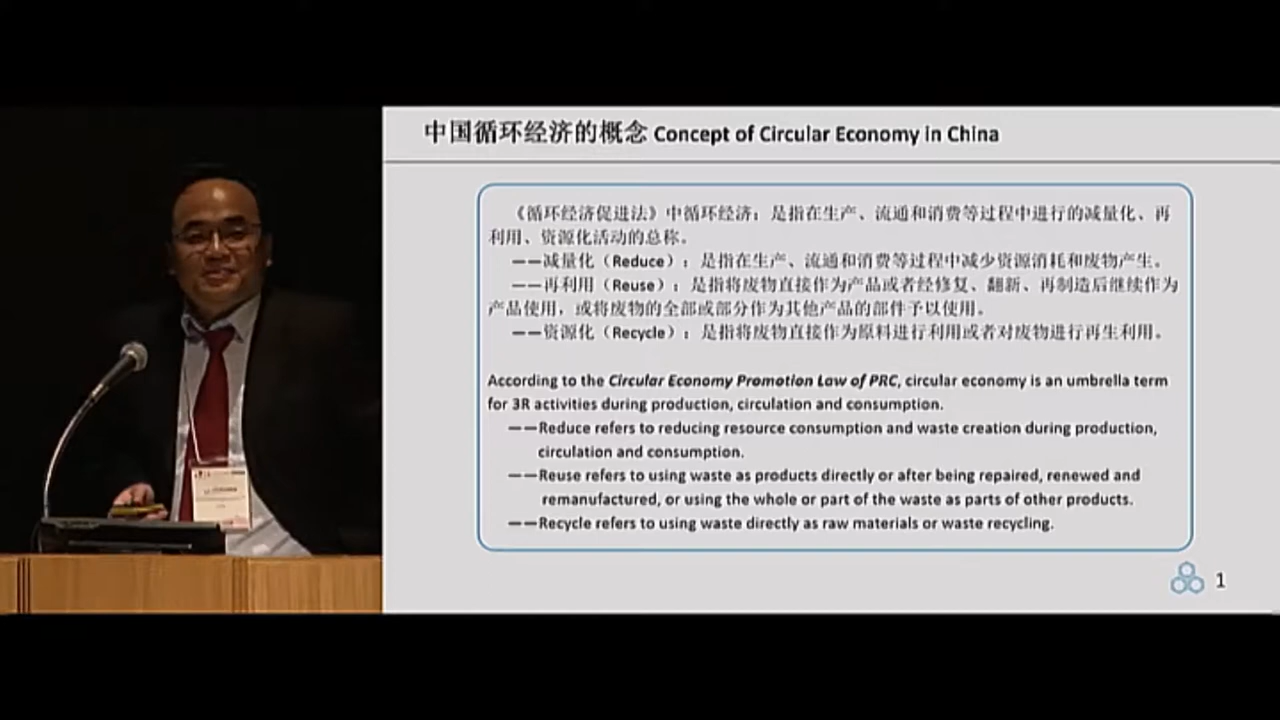 中国循环经济的概念 Concept of Circular Economy in China
《循环经济促进法》中循环经济：是指在生产、流通和消费等过程中进行的减量化、再
利用、资源化活动的总称。
——减量化（Reduce）：是指在生产、流通和消费等过程中减少资源消耗和废物产生。
——再利用（Reuse）：是指将废物直接作为产品或者经修复、翻新、再制造后继续作为
产品使用，或将废物的全部或部分作为其他产品的部件予以使用。
——资源化（Recycle）：是指将废物直接作为原料进行利用或者对废物进行再生利用。
According to the Circular Economy Promotion Law of PRC, circular economy is an umbrella term
for 3R activities during production, circulation and consumption.
——Reduce refers to reducing resource consumption and waste creation during production,
circulation and consumption.
——Reuse refers to using waste as products directly or after being repaired, renewed and
remanufactured, or using the whole or part of the waste as parts of other products.
——Recycle refers to using waste directly as raw materials or waste recycling.
1